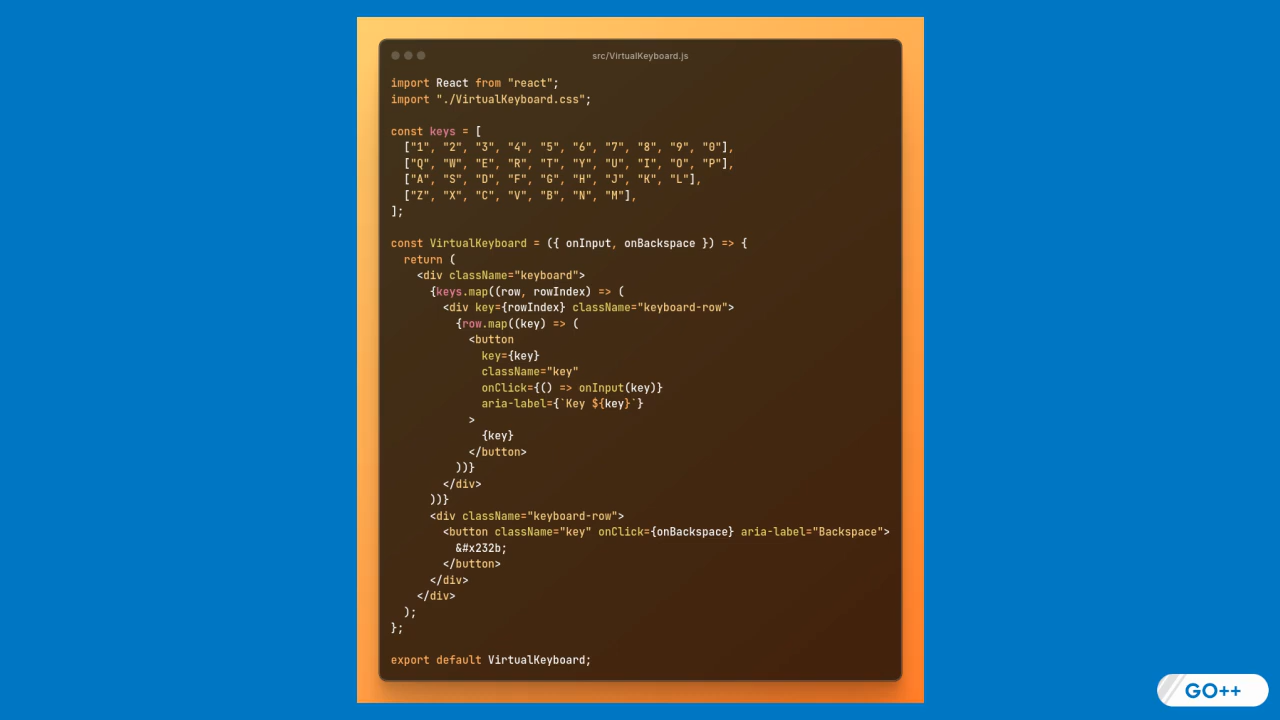 src/VirtualKeyboard.js
import React from "react";
import "./VirtualKeyboard.css";
const keys = [
  ["1", "2", "3", "4", "5", "6", "7", "8", "9", "0"],
  ["Q", "W", "E", "R", "T", "Y", "U", "I", "O", "P"],
  ["A", "S", "D", "F", "G", "H", "J", "K", "L"],
  ["Z", "X", "C", "V", "B", "N", "M"],
];
const VirtualKeyboard = ({ onInput, onBackspace }) => {
  return (
    <div className="keyboard">
      {keys.map((row, rowIndex) => (
        <div key={rowIndex} className="keyboard-row">
          {row.map((key) => (
            <button
              key={key}
              className="key"
              onClick={() => onInput(key)}
              aria-label={`Key ${key}`}
            >
              {key}
            </button>
          ))}
        </div>
      ))}
      <div className="keyboard-row">
        <button className="key" onClick={onBackspace} aria-label="Backspace">
          &#x232b;
        </button>
      </div>
    </div>
  );
};
export default VirtualKeyboard;
GO++